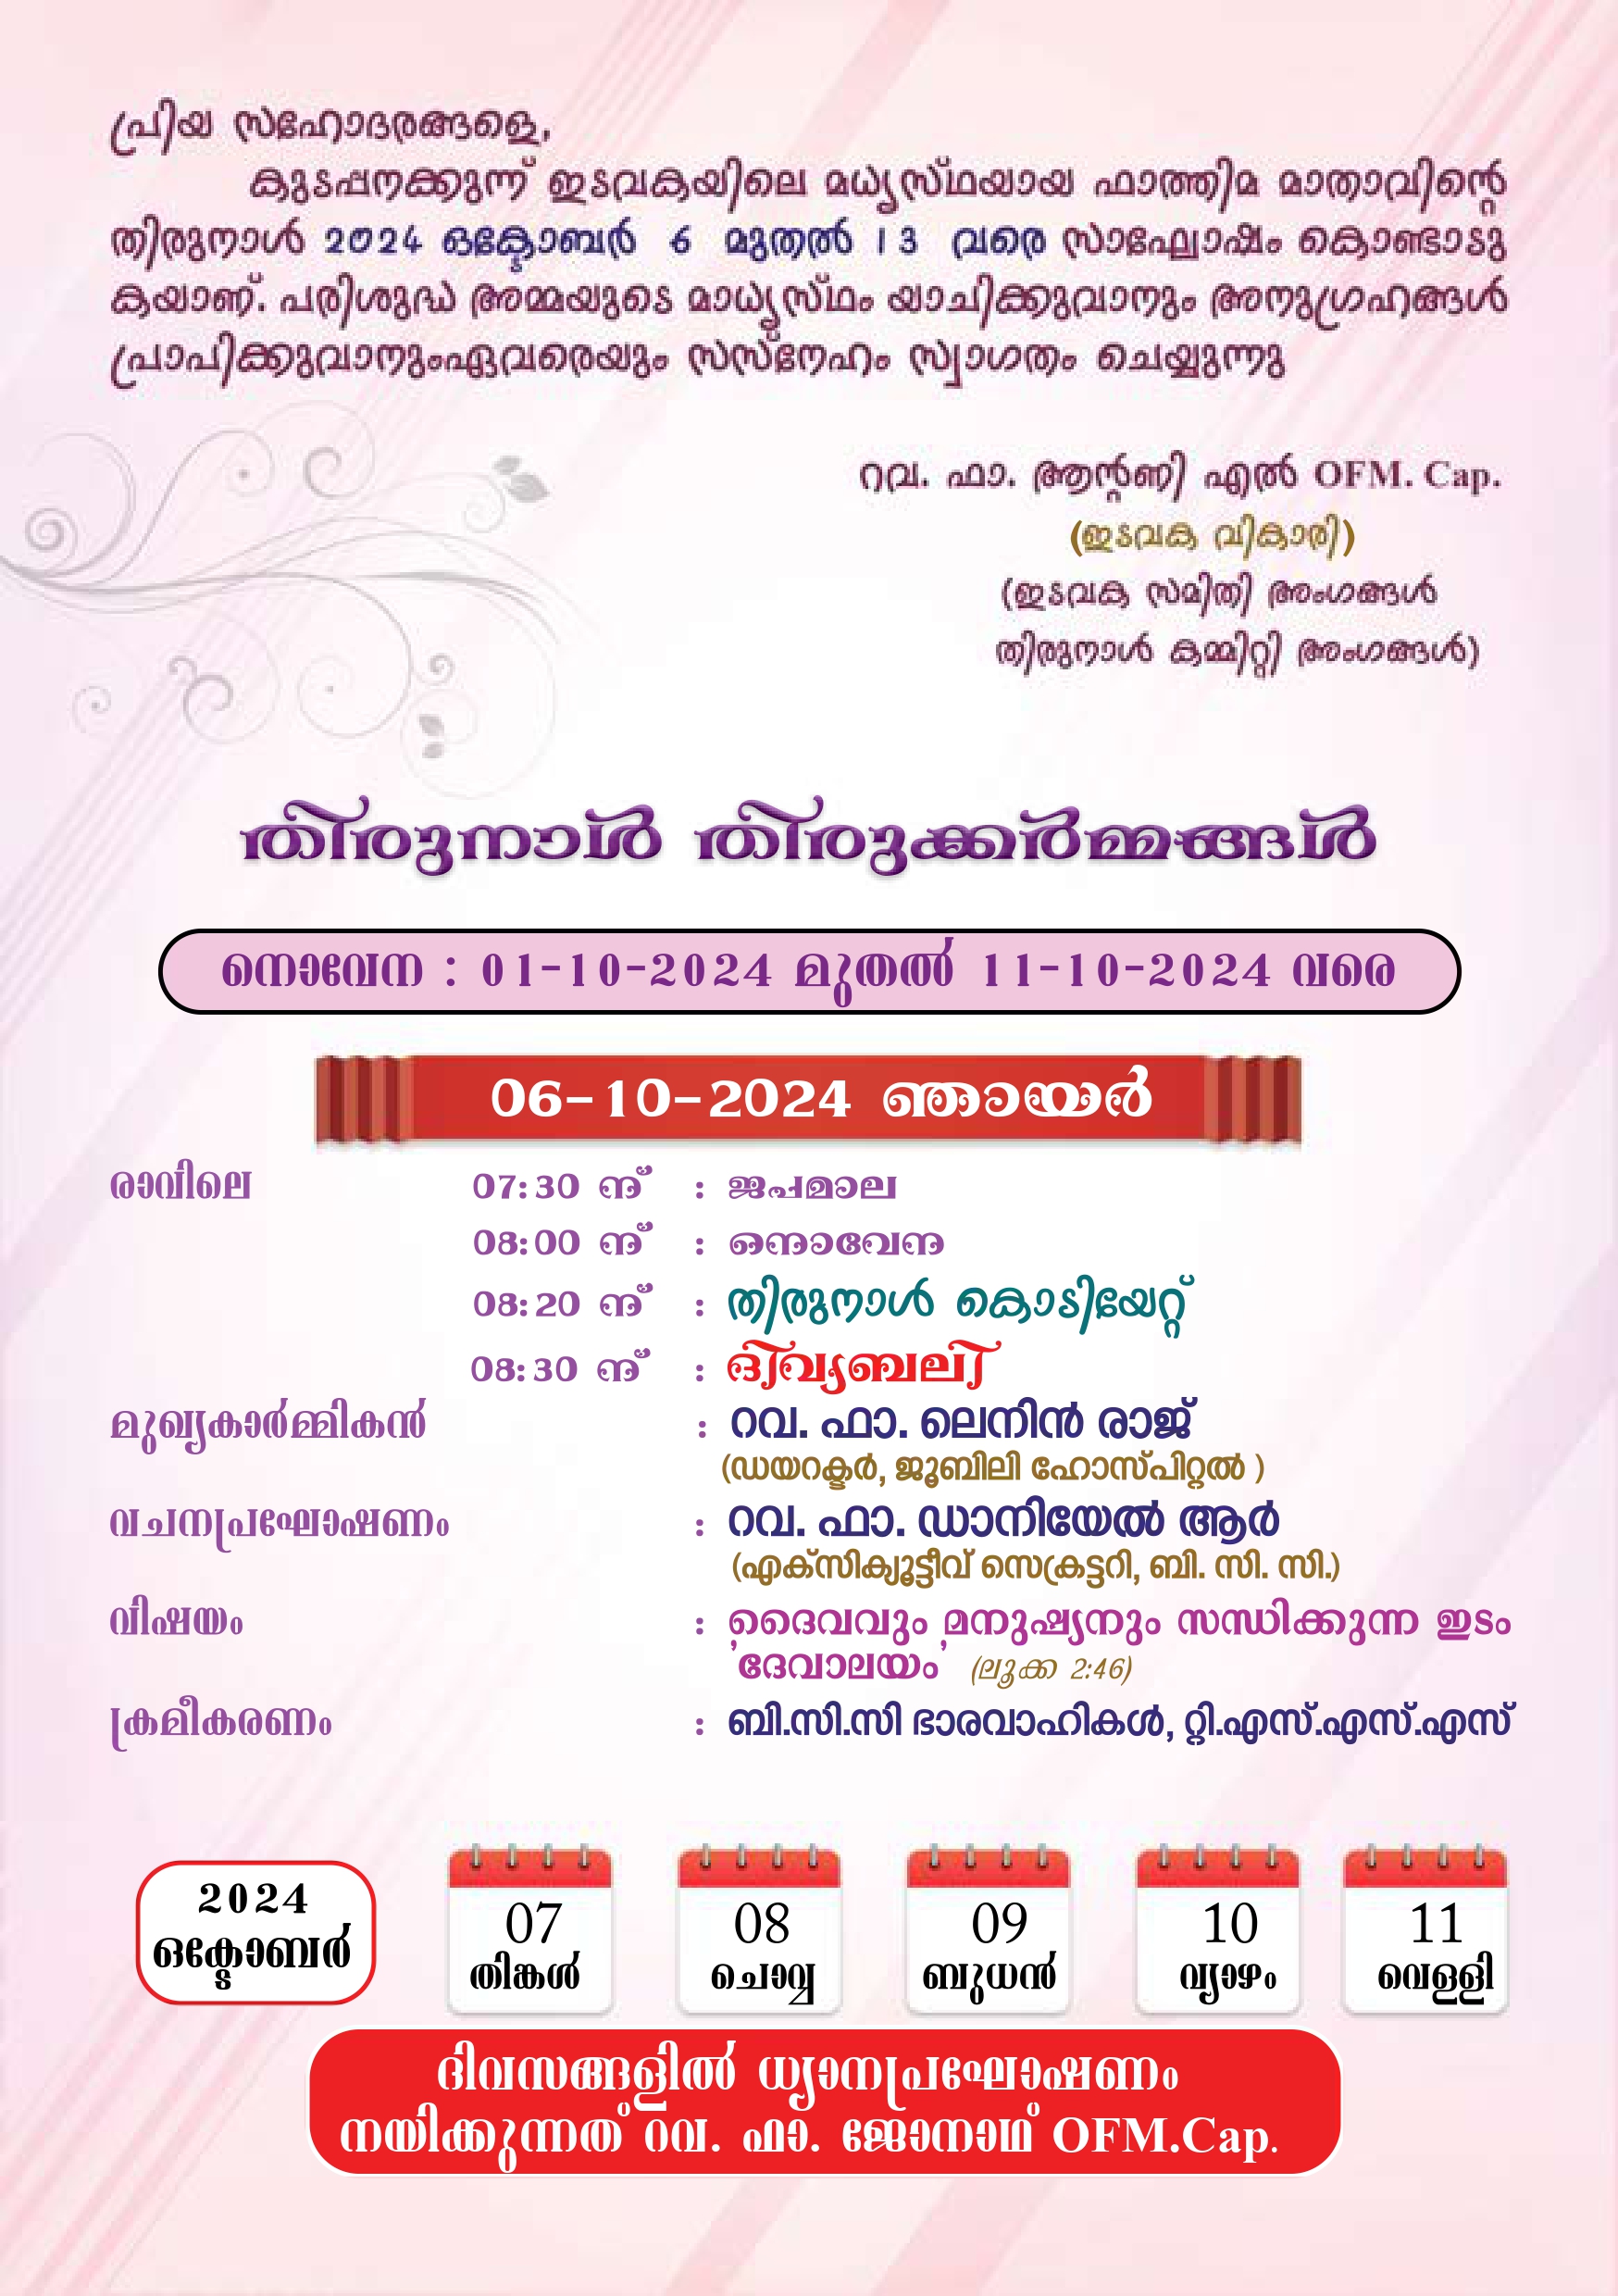 പ്രിയ സഹോദരങ്ങളെ,
കുടപ്പനക്കുന്ന് ഇടവകയിലെ മധ്യസ്ഥയായ ഫാത്തിമ മാതാവിന്റെ
തിരുനാൾ 2024 ഒക്ടോബർ 6 മുതൽ 13 വരെ സാഘോഷം കൊണ്ടാടു
കയാണ്. പരിശുദ്ധ അമ്മയുടെ മാധ്യസ്ഥം യാചിക്കുവാനും അനുഗ്രഹങ്ങൾ
പ്രാപിക്കുവാനുംഏവരെയും സസ്നേഹം സ്വാഗതം ചെയ്യുന്നു
റവ. ഫാ. ആന്റണി എൽ OFM. Cap.
(ഇടവക വികാരി)
(ഇടവക സമിതി അംഗങ്ങൾ
തിരുനാൾ കമ്മിറ്റി അംഗങ്ങൾ)
തിരുനാൾ തിരുക്കർമ്മങ്ങൾ
നൊവേന : 01-10-2024 മുതൽ 11-10-2024 വരെ
06-10-2024 ഞായർ
രാവിലെ 07:30 ന് : ജപമാല
08:00 ന് : നൊവേന
08:20 ന് : തിരുനാൾ കൊടിയേറ്റ്
08:30 ന് : ദിവ്യബലി
മുഖ്യകാർമ്മികൻ : റവ. ഫാ. ലെനിൻ രാജ്
(ഡയറക്ടർ, ജൂബിലി ഹോസ്പിറ്റൽ )
വചനപ്രഘോഷണം : റവ. ഫാ. ഡാനിയേൽ ആർ
(എക്സിക്യൂട്ടീവ് സെക്രട്ടറി, ബി. സി. സി.)
വിഷയം : ദൈവവും മനുഷ്യനും സന്ധിക്കുന്ന ഇടം
'ദേവാലയം' (ലൂക്ക 2:46)
ക്രമീകരണം : ബി.സി.സി ഭാരവാഹികൾ, റ്റി.എസ്.എസ്.എസ്
2024 07 08 09 10 11
ഒക്ടോബർ തിങ്കൾ ചൊവ്വ ബുധൻ വ്യാഴം വെള്ളി
ദിവസങ്ങളിൽ ധ്യാനപ്രഘോഷണം
നയിക്കുന്നത് റവ. ഫാ. ജോനാഥ് OFM.Cap.